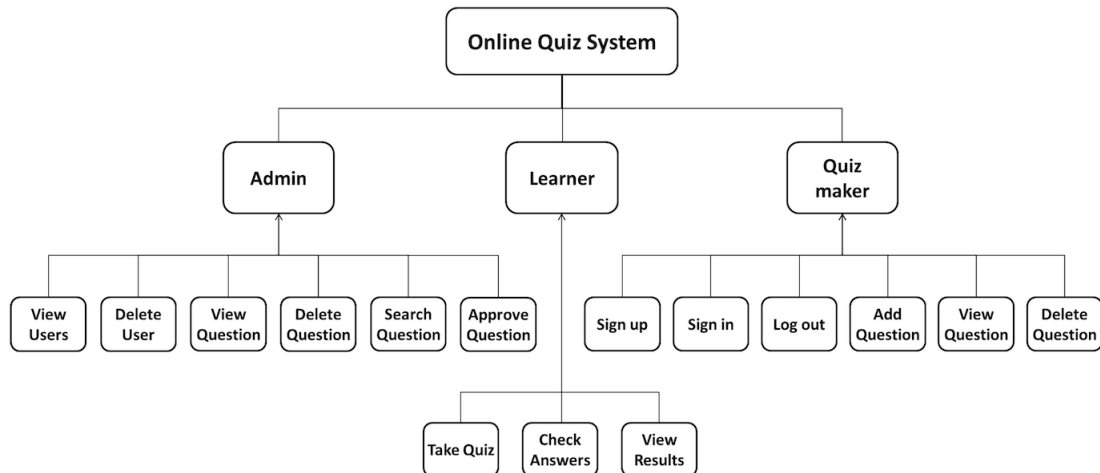 Online Quiz System
Admin
Learner
Quiz
maker
View
Users
Delete
User
View
Question
Delete
Question
Search
Question
Approve
Question
Sign up
Sign in
Log out
Add
Question
View
Question
Delete
Question
Take Quiz
Check
Answers
View
Results